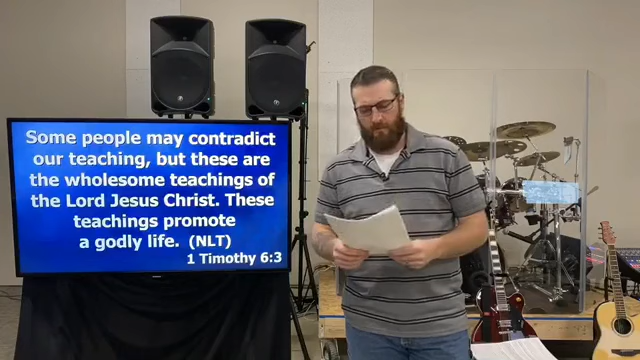 Some people may contradict
our teaching, but these are
the wholesome teachings of
the Lord Jesus Christ. These
teachings promote
a godly life. (NLT)
1 Timothy 6:3